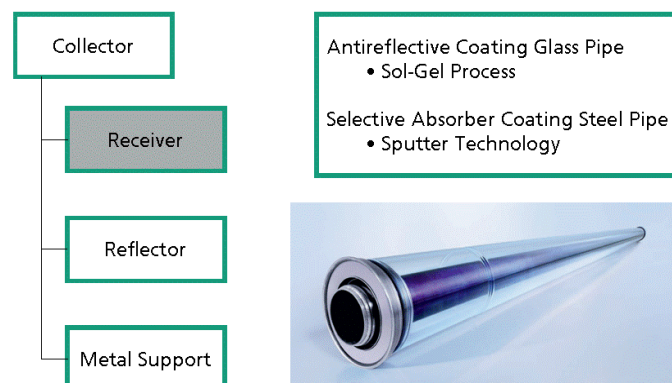 Collector
Receiver
Reflector
Metal Support
Antireflective Coating Glass Pipe
• Sol-Gel Process
Selective Absorber Coating Steel Pipe
• Sputter Technology